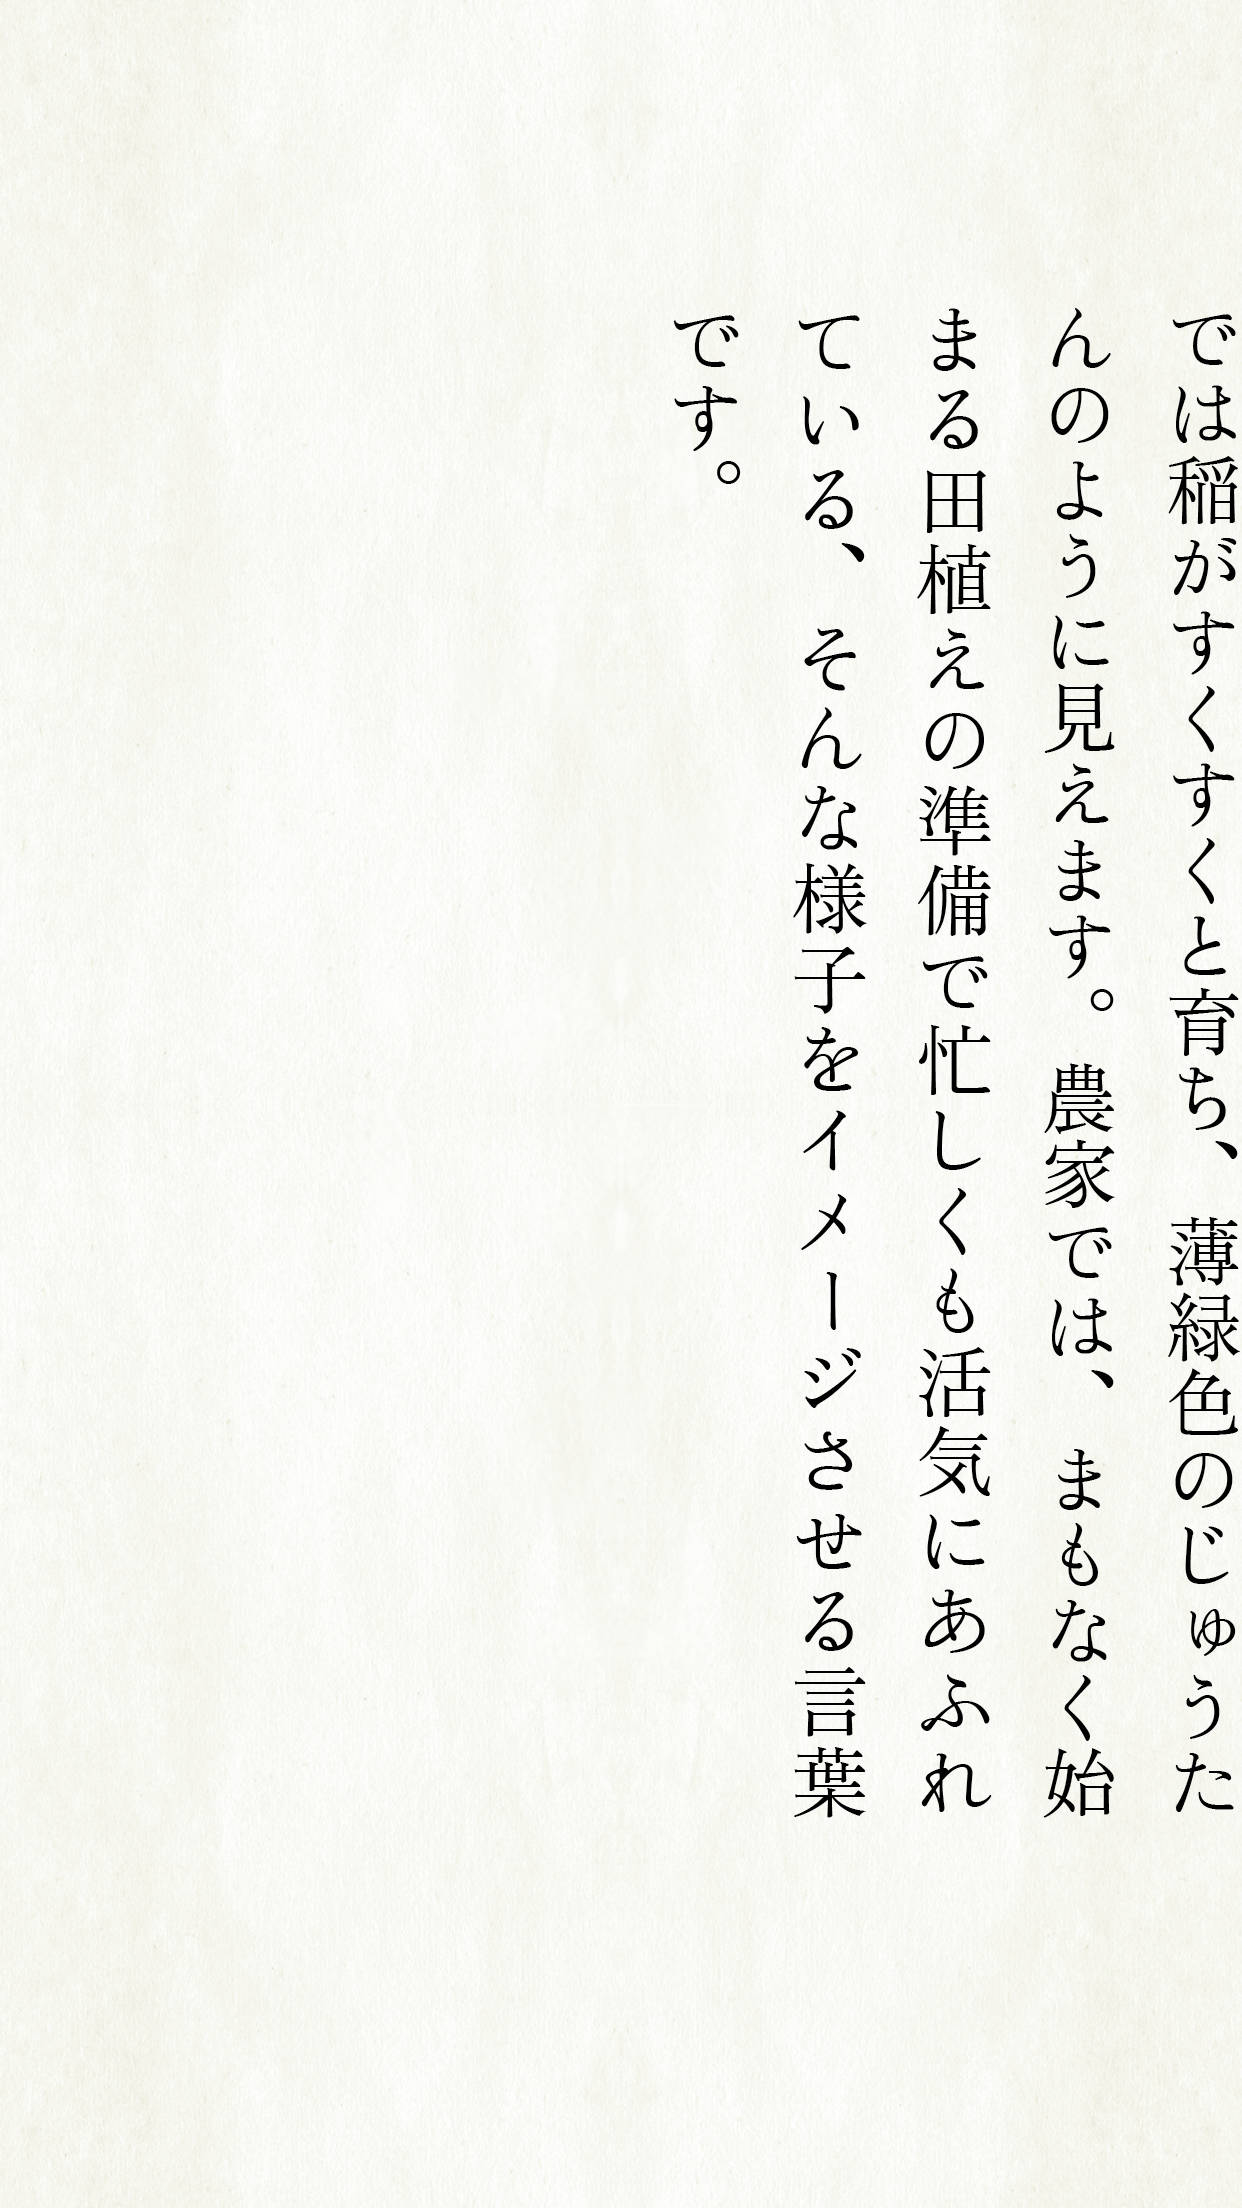 では稲がすくすくと育ち、薄緑色のじゅうた
んのように見えます。農家では、まもなく始
まる田植えの準備で忙しくも活気にあふれ
ている、そんな様子をイメージさせる言葉
です。